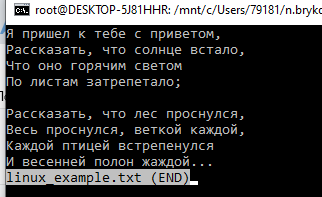 root@DESKTOP-5J81HHR: /mnt/c/Users/79181/n.bryko
Я пришел к тебе с приветом,
Рассказать, что солнце встало,
Что оно горячим светом
По листам затрепетало;
Рассказать, что лес проснулся,
Весь проснулся, веткой каждой,
Каждой птицей встрепенулся
И весенней полон жаждой...
linux_example.txt (END)